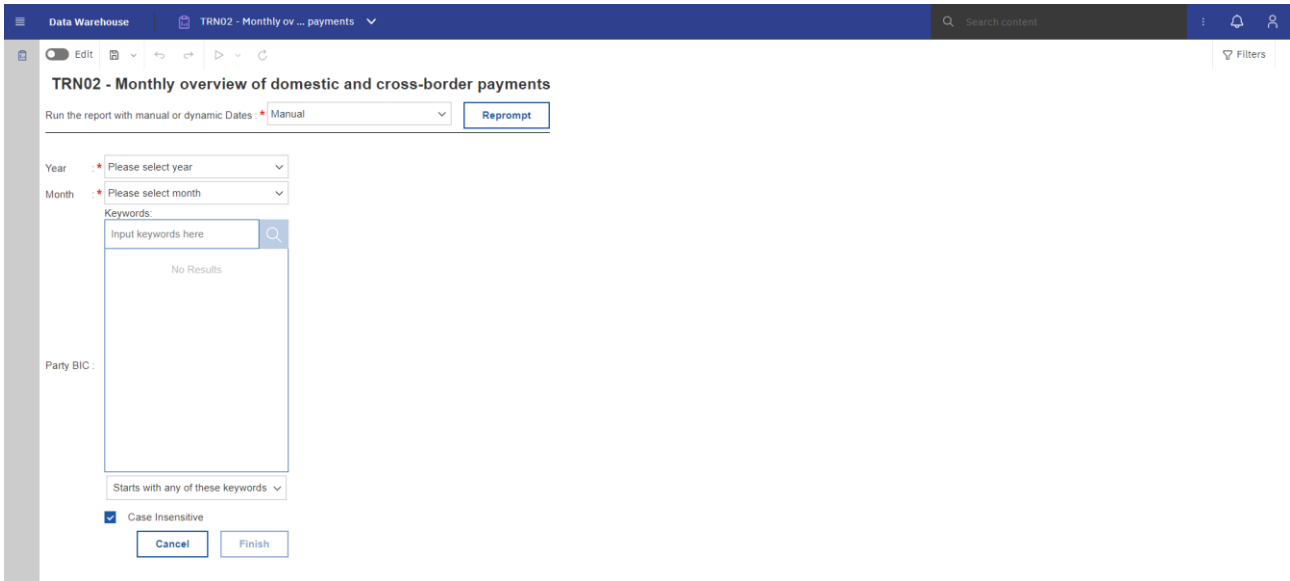 Data Warehouse TRN02 - Monthly ov ... payments Search content
Edit Filters
TRN02 - Monthly overview of domestic and cross-border payments
Run the report with manual or dynamic Dates : * Manual Reprompt
Year : * Please select year
Month : * Please select month
Keywords:
Input keywords here
No Results
Party BIC :
Starts with any of these keywords
Case Insensitive
Cancel Finish